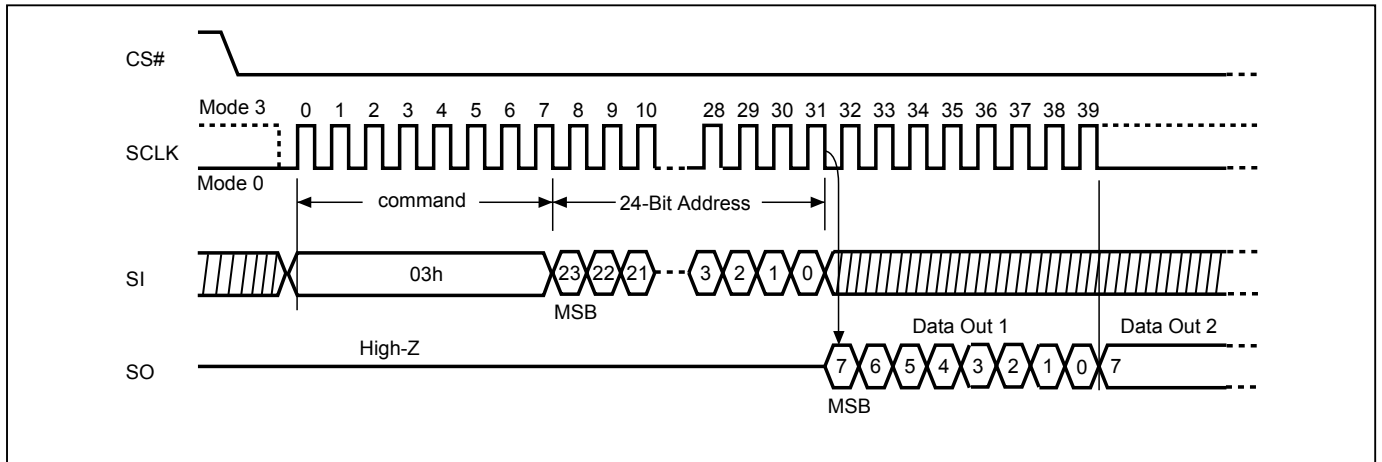 CS#
Mode 3
0 1 2 3 4 5 6 7 8 9 10 28 29 30 31 32 33 34 35 36 37 38 39
SCLK
Mode 0
command 24-Bit Address
SI 03h 23 22 21 3 2 1 0
MSB
Data Out 1 Data Out 2
High-Z
SO 7 6 5 4 3 2 1 0 7
MSB